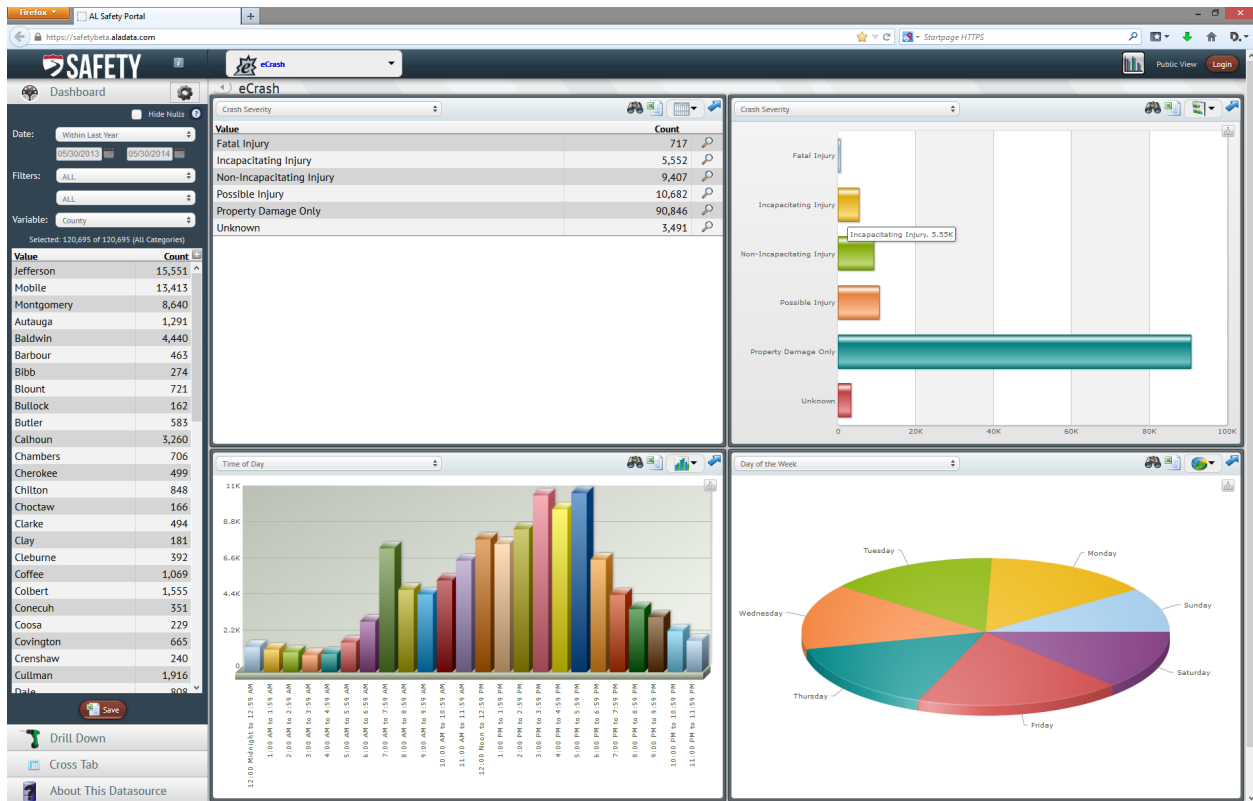 Firefox
AL Safety Portal
https://safetybeta.aladata.com
Startpage HTTPS
SAFETY
eCrash
Public View
Login
Dashboard
eCrash
Hide Nulls
Date:
Within Last Year
05/30/2013
05/30/2014
Filters:
ALL
ALL
Variable:
County
Selected: 120,695 of 120,695 (All Categories)
Value Count
Jefferson 15,551
Mobile 13,413
Montgomery 8,640
Autauga 1,291
Baldwin 4,440
Barbour 463
Bibb 274
Blount 721
Bullock 162
Butler 583
Calhoun 3,260
Chambers 706
Cherokee 499
Chilton 848
Choctaw 166
Clarke 494
Clay 181
Cleburne 392
Coffee 1,069
Colbert 1,555
Conecuh 351
Coosa 229
Covington 665
Crenshaw 240
Cullman 1,916
Dale 808
Save
Drill Down
Cross Tab
About This Datasource
Crash Severity
Value Count
Fatal Injury 717
Incapacitating Injury 5,552
Non-Incapacitating Injury 9,407
Possible Injury 10,682
Property Damage Only 90,846
Unknown 3,491
Crash Severity
Fatal Injury
Incapacitating Injury
Incapacitating Injury, 5.55K
Non-Incapacitating Injury
Possible Injury
Property Damage Only
Unknown
0 20K 40K 60K 80K 100K
Time of Day
11K
8.8K
6.6K
4.4K
2.2K
0
12:00 Midnight to 12:59 AM
1:00 AM to 1:59 AM
2:00 AM to 2:59 AM
3:00 AM to 3:59 AM
4:00 AM to 4:59 AM
5:00 AM to 5:59 AM
6:00 AM to 6:59 AM
7:00 AM to 7:59 AM
8:00 AM to 8:59 AM
9:00 AM to 9:59 AM
10:00 AM to 10:59 AM
11:00 AM to 11:59 AM
12:00 Noon to 12:59 PM
1:00 PM to 1:59 PM
2:00 PM to 2:59 PM
3:00 PM to 3:59 PM
4:00 PM to 4:59 PM
5:00 PM to 5:59 PM
6:00 PM to 6:59 PM
7:00 PM to 7:59 PM
8:00 PM to 8:59 PM
9:00 PM to 9:59 PM
10:00 PM to 10:59 PM
11:00 PM to 11:59 PM
Day of the Week
Tuesday
Monday
Wednesday
Sunday
Thursday
Saturday
Friday